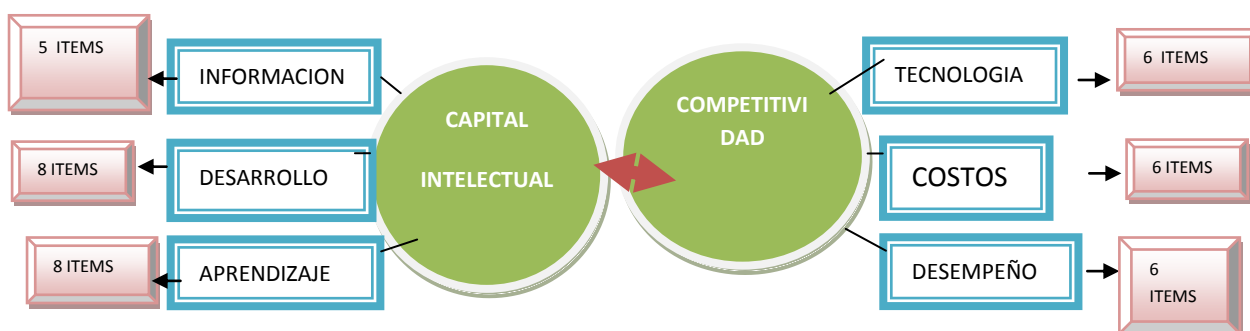 5 ITEMS
INFORMACION
8 ITEMS
DESARROLLO
8 ITEMS
APRENDIZAJE
CAPITAL
INTELECTUAL
COMPETITIVI
DAD
TECNOLOGIA
6 ITEMS
COSTOS
6 ITEMS
DESEMPEÑO
6
ITEMS